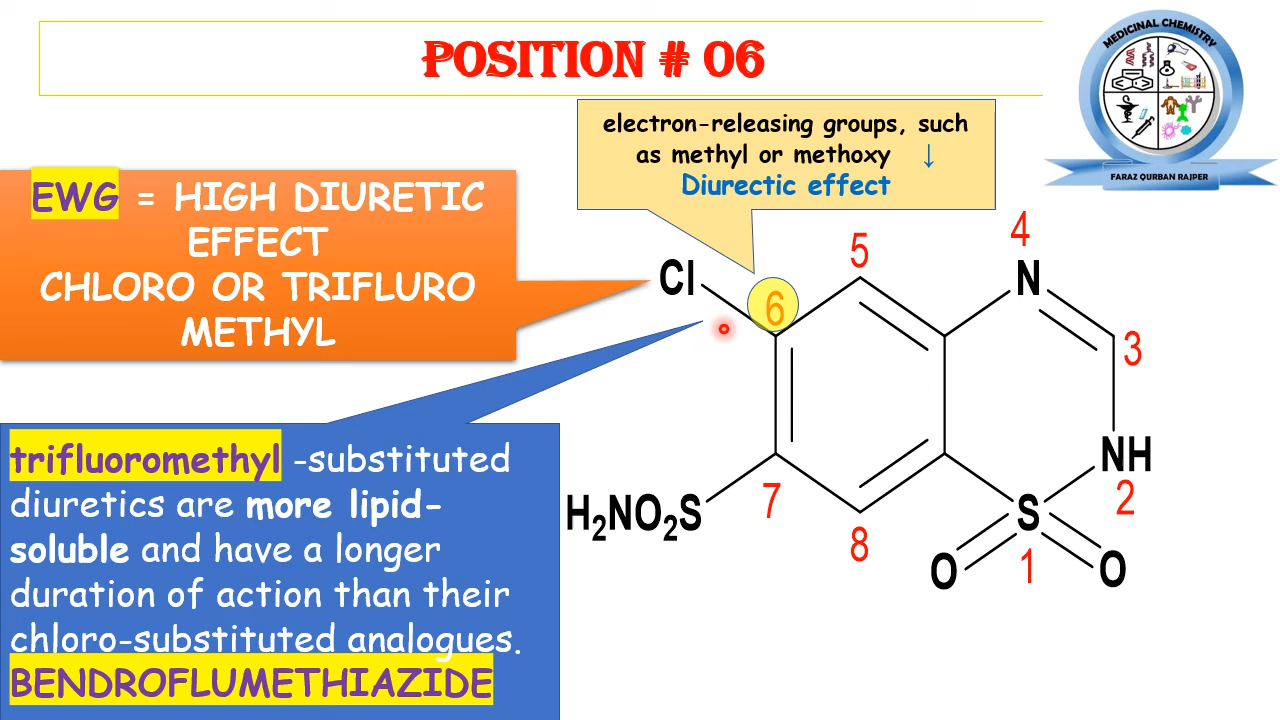 POSITION # 06
MEDICINAL CHEMISTRY
FARAZ QURBAN RAJPER
electron-releasing groups, such
as methyl or methoxy ↓
Diurectic effect
EWG = HIGH DIURETIC
EFFECT
CHLORO OR TRIFLURO
METHYL
trifluoromethyl -substituted
diuretics are more lipid-
soluble and have a longer
duration of action than their
chloro-substituted analogues.
BENDROFLUMETHIAZIDE
4
5
Cl
N
6
3
NH
2
7
H₂NO₂S
S
8
1
O
O